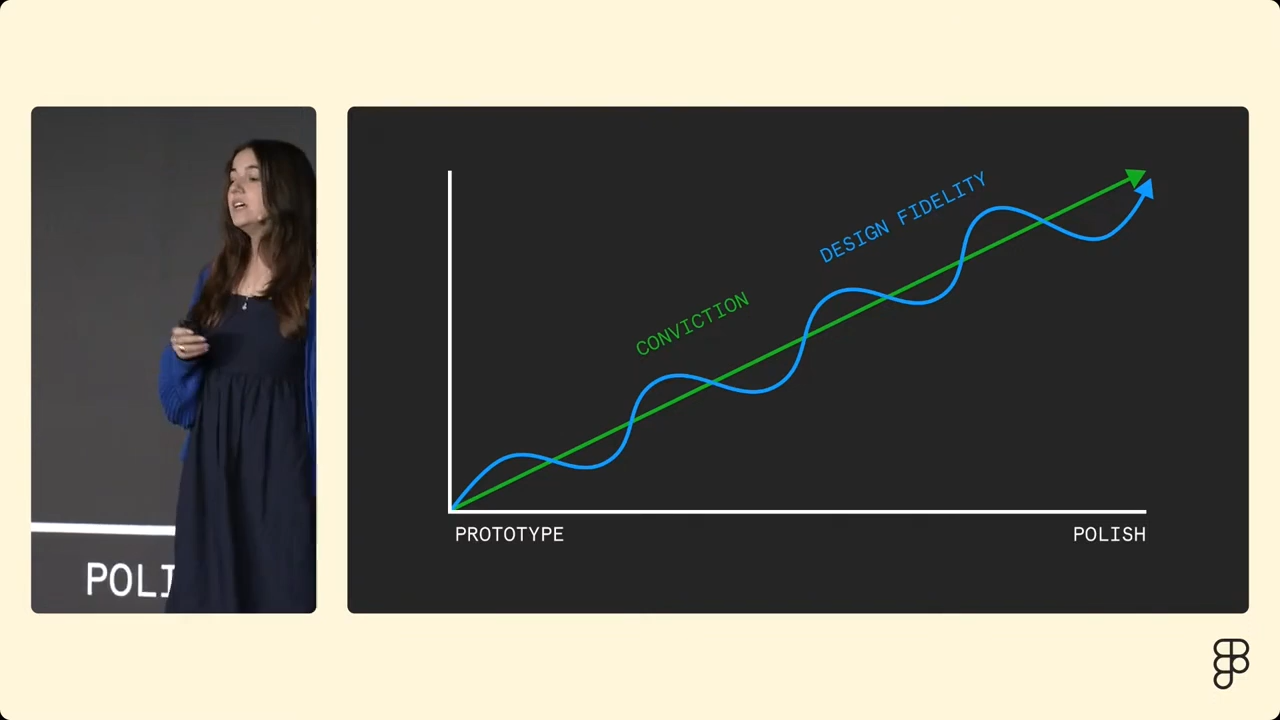 POLI
DESIGN FIDELITY
CONVICTION
PROTOTYPE
POLISH